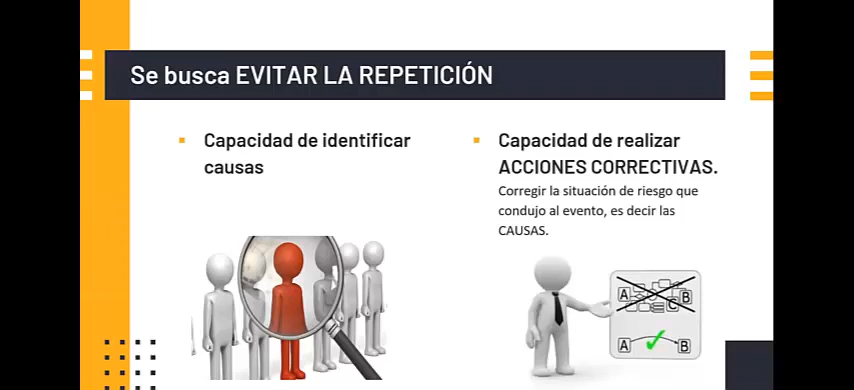 Se busca EVITAR LA REPETICIÓN
▪ Capacidad de identificar
causas
▪ Capacidad de realizar
ACCIONES CORRECTIVAS.
Corregir la situación de riesgo que
condujo al evento, es decir las
CAUSAS.
A B
C
A B